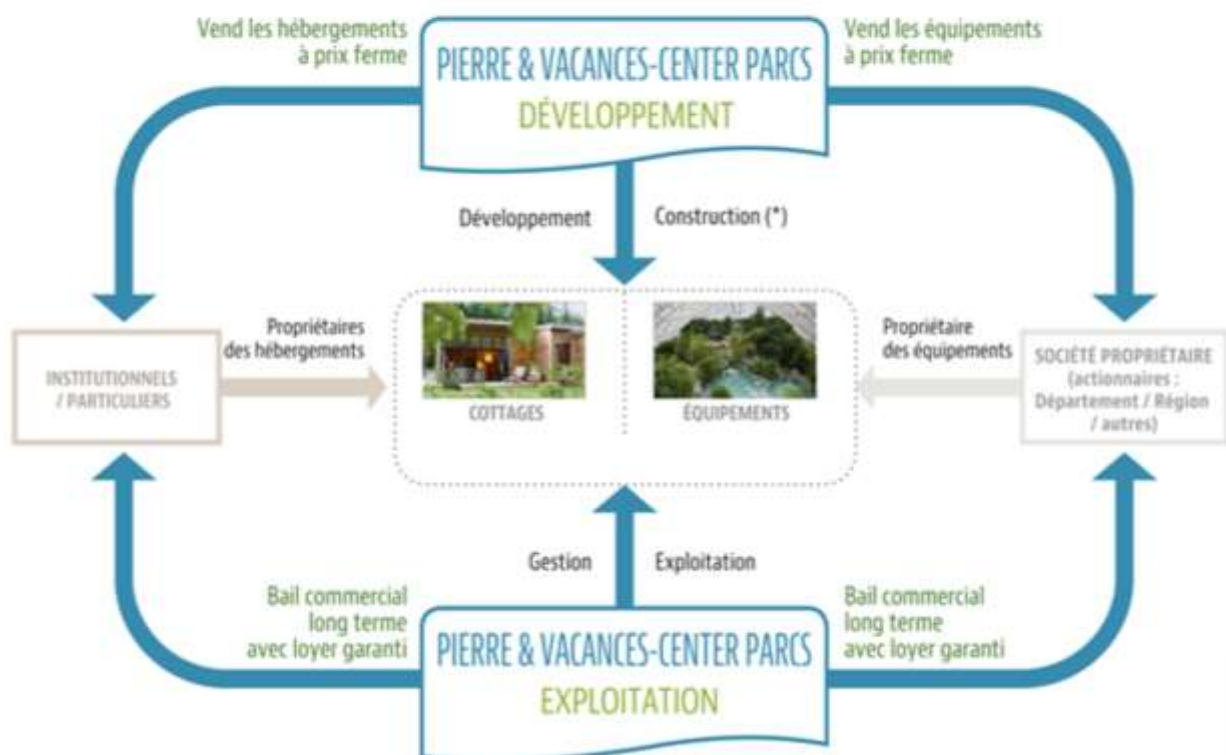 Vend les hébergements
à prix ferme
PIERRE & VACANCES-CENTER PARCS
DÉVELOPPEMENT
Vend les équipements
à prix ferme
Développement
Construction (*)
Propriétaires
des hébergements
Propriétaire
des équipements
INSTITUTIONNELS
/ PARTICULIERS
COTTAGES
ÉQUIPEMENTS
SOCIÉTÉ PROPRIÉTAIRE
(actionnaires :
Département / Région
/ autres)
Gestion
Exploitation
Bail commercial
long terme
avec loyer garanti
PIERRE & VACANCES-CENTER PARCS
EXPLOITATION
Bail commercial
long terme
avec loyer garanti